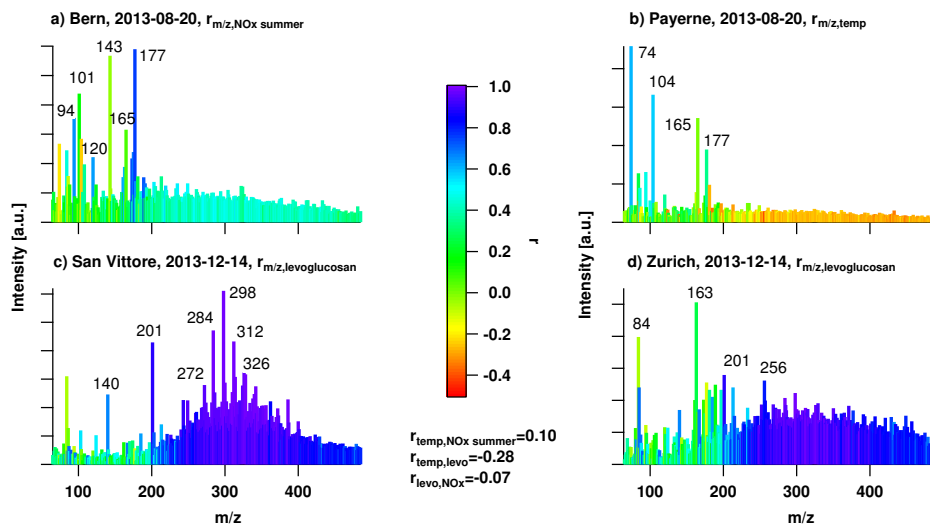 a) Bern, 2013-08-20, r m/z,NOx summer
b) Payerne, 2013-08-20, r m/z,temp
Intensity [a.u.]
94
101
120
143
165
177
1.0
0.8
0.6
0.4
0.2
0.0
-0.2
-0.4
r
Intensity [a.u.]
74
104
165
177
c) San Vittore, 2013-12-14, r m/z,levoglucosan
d) Zurich, 2013-12-14, r m/z,levoglucosan
140
201
272
284
298
312
326
84
163
201
256
r temp,NOx summer=0.10
r temp,levo=-0.28
r levo,NOx=-0.07
100 200 300 400
m/z
100 200 300 400
m/z